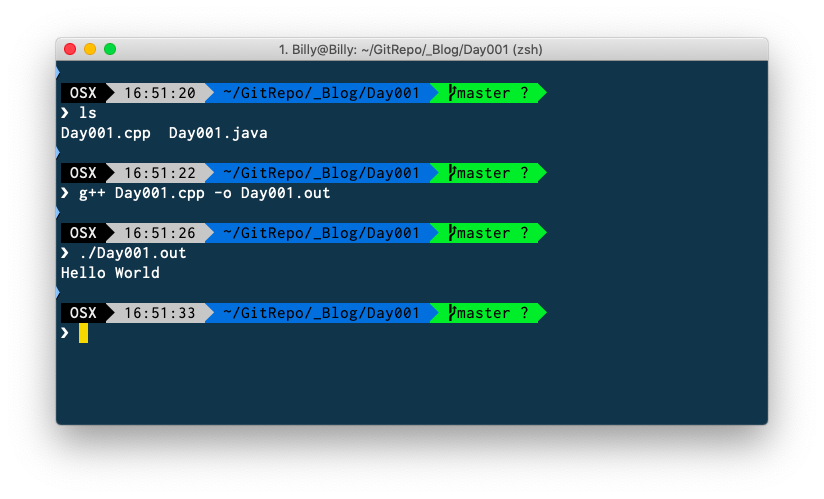 1. Billy@Billy: ~/GitRepo/_Blog/Day001 (zsh)
OSX 16:51:20 ~/GitRepo/_Blog/Day001 master ?
❯ ls
Day001.cpp  Day001.java
OSX 16:51:22 ~/GitRepo/_Blog/Day001 master ?
❯ g++ Day001.cpp -o Day001.out
OSX 16:51:26 ~/GitRepo/_Blog/Day001 master ?
❯ ./Day001.out
Hello World
OSX 16:51:33 ~/GitRepo/_Blog/Day001 master ?
❯